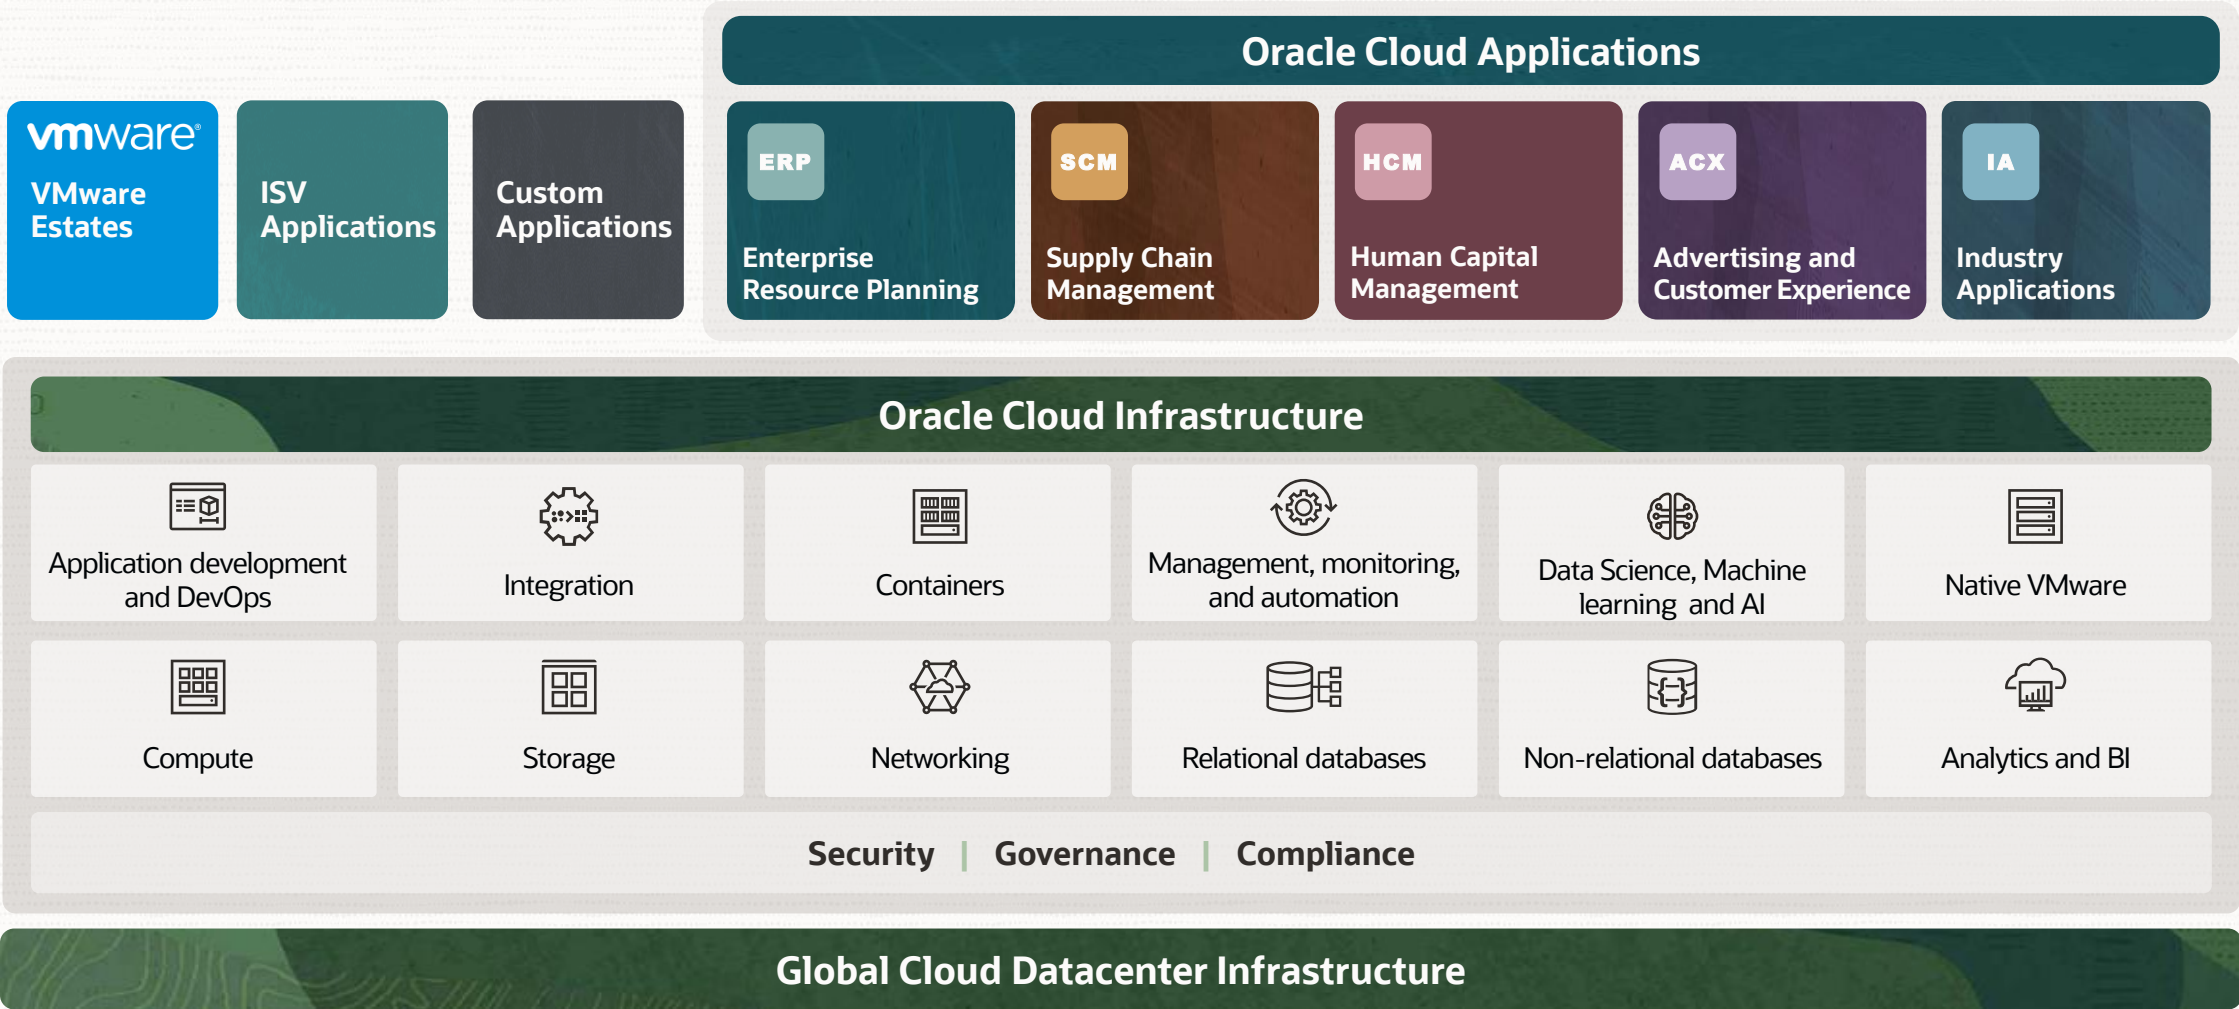 Oracle Cloud Applications
vmware®
VMware
Estates
ISV
Applications
Custom
Applications
ERP
Enterprise
Resource Planning
SCM
Supply Chain
Management
HCM
Human Capital
Management
ACX
Advertising and
Customer Experience
IA
Industry
Applications
Oracle Cloud Infrastructure
Application development
and DevOps
Integration
Containers
Management, monitoring,
and automation
Data Science, Machine
learning and AI
Native VMware
Compute
Storage
Networking
Relational databases
Non-relational databases
Analytics and BI
Security | Governance | Compliance
Global Cloud Datacenter Infrastructure